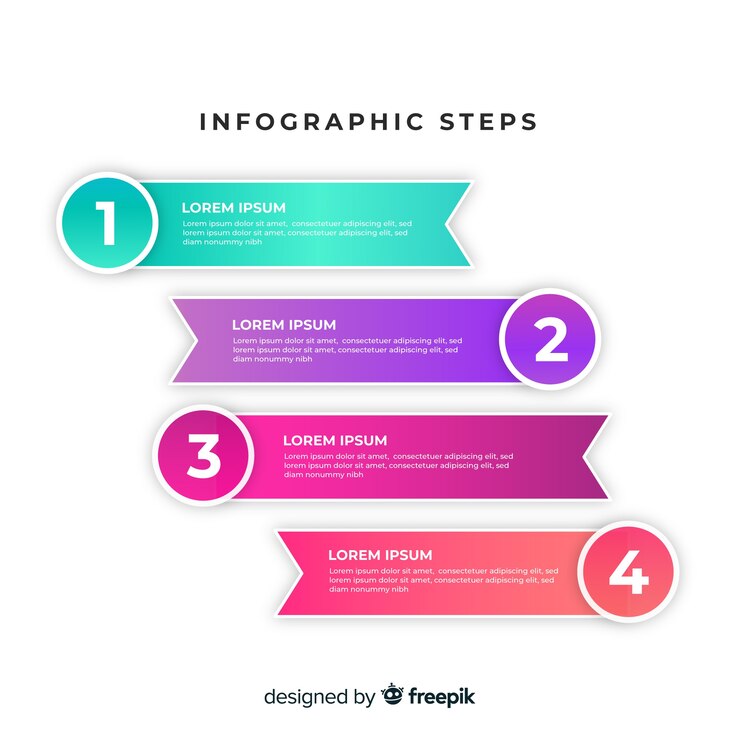 INFOGRAPHIC STEPS
1
LOREM IPSUM
Lorem ipsum dolor sit amet, consectetuer adipiscing elit, sed
lorem ipsum dolor sit amet, consectetuer adipiscing elit, sed
diam nonummy nibh
LOREM IPSUM
Lorem ipsum dolor sit amet, consectetuer adipiscing elit, sed
lorem ipsum dolor sit amet, consectetuer adipiscing elit, sed
diam nonummy nibh
2
3
LOREM IPSUM
Lorem ipsum dolor sit amet, consectetuer adipiscing elit, sed
lorem ipsum dolor sit amet, consectetuer adipiscing elit, sed
diam nonummy nibh
LOREM IPSUM
Lorem ipsum dolor sit amet, consectetuer adipiscing elit, sed
lorem ipsum dolor sit amet, consectetuer adipiscing elit, sed
diam nonummy nibh
4
designed by freepik